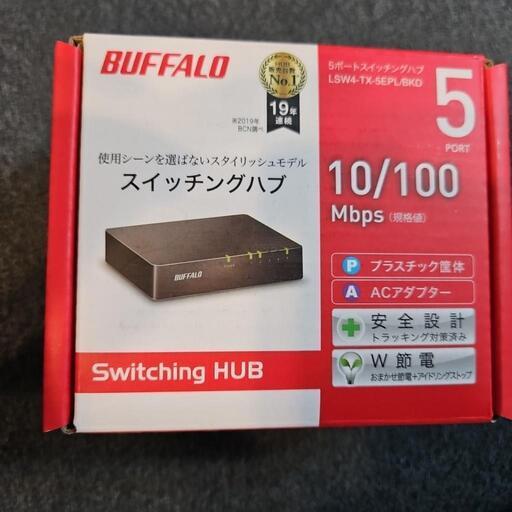 BUFFALO
販売台数
No.1
19年
連続
※2019年
BCN調べ
5ポートスイッチングハブ
LSW4-TX-5EPL/BKD
5
PORT
使用シーンを選ばないスタイリッシュモデル
スイッチングハブ
10/100
Mbps (規格値)
BUFFALO
P プラスチック筐体
A ACアダプター
安全設計
トラッキング対策済み
W節電
おまかせ節電+アイドリングストップ
Switching HUB